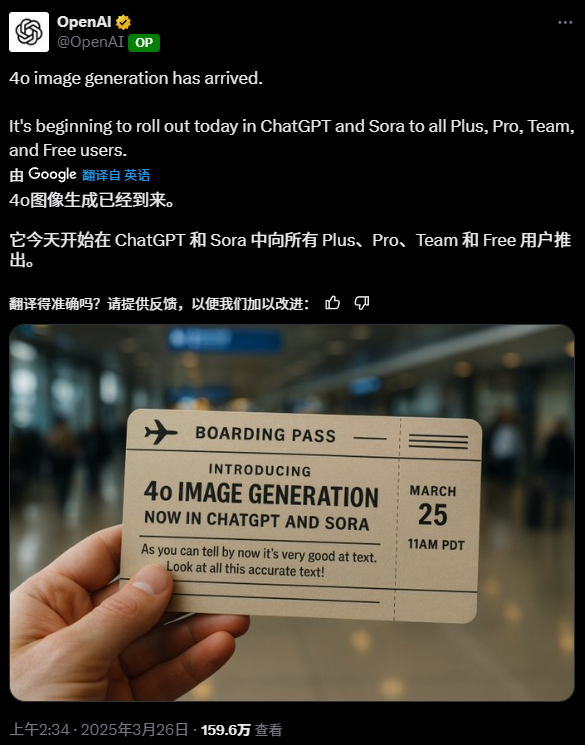 OpenAI
@OpenAI OP
4o image generation has arrived.
It's beginning to roll out today in ChatGPT and Sora to all Plus, Pro, Team,
and Free users.
由 Google 翻译自 英语
4o图像生成已经到来。
它今天开始在 ChatGPT 和 Sora 中向所有 Plus、Pro、Team 和 Free 用户推
出。
翻译得准确吗？请提供反馈，以便我们加以改进：
BOARDING PASS
INTRODUCING
4o IMAGE GENERATION
NOW IN CHATGPT AND SORA
As you can tell by now it's very good at text.
Look at all this accurate text!
MARCH
25
11AM PDT
上午2:34 · 2025年3月26日 · 159.6万 查看